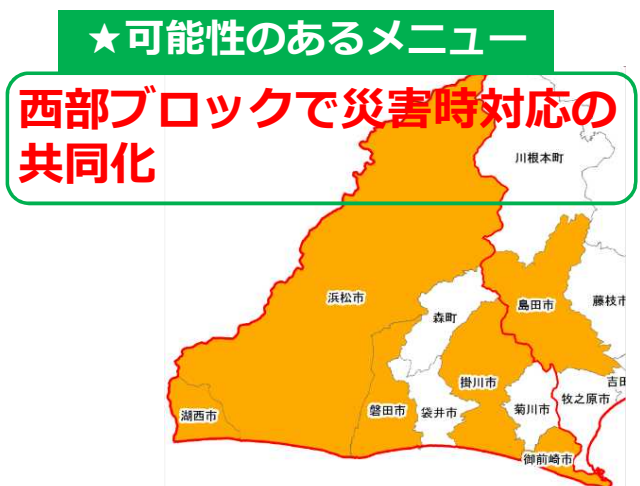 ★可能性のあるメニュー
西部ブロックで災害時対応の
共同化
川根本町
浜松市
島田市
藤枝市
森町
掛川市
吉田
湖西市
磐田市
袋井市
菊川市
牧之原市
御前崎市